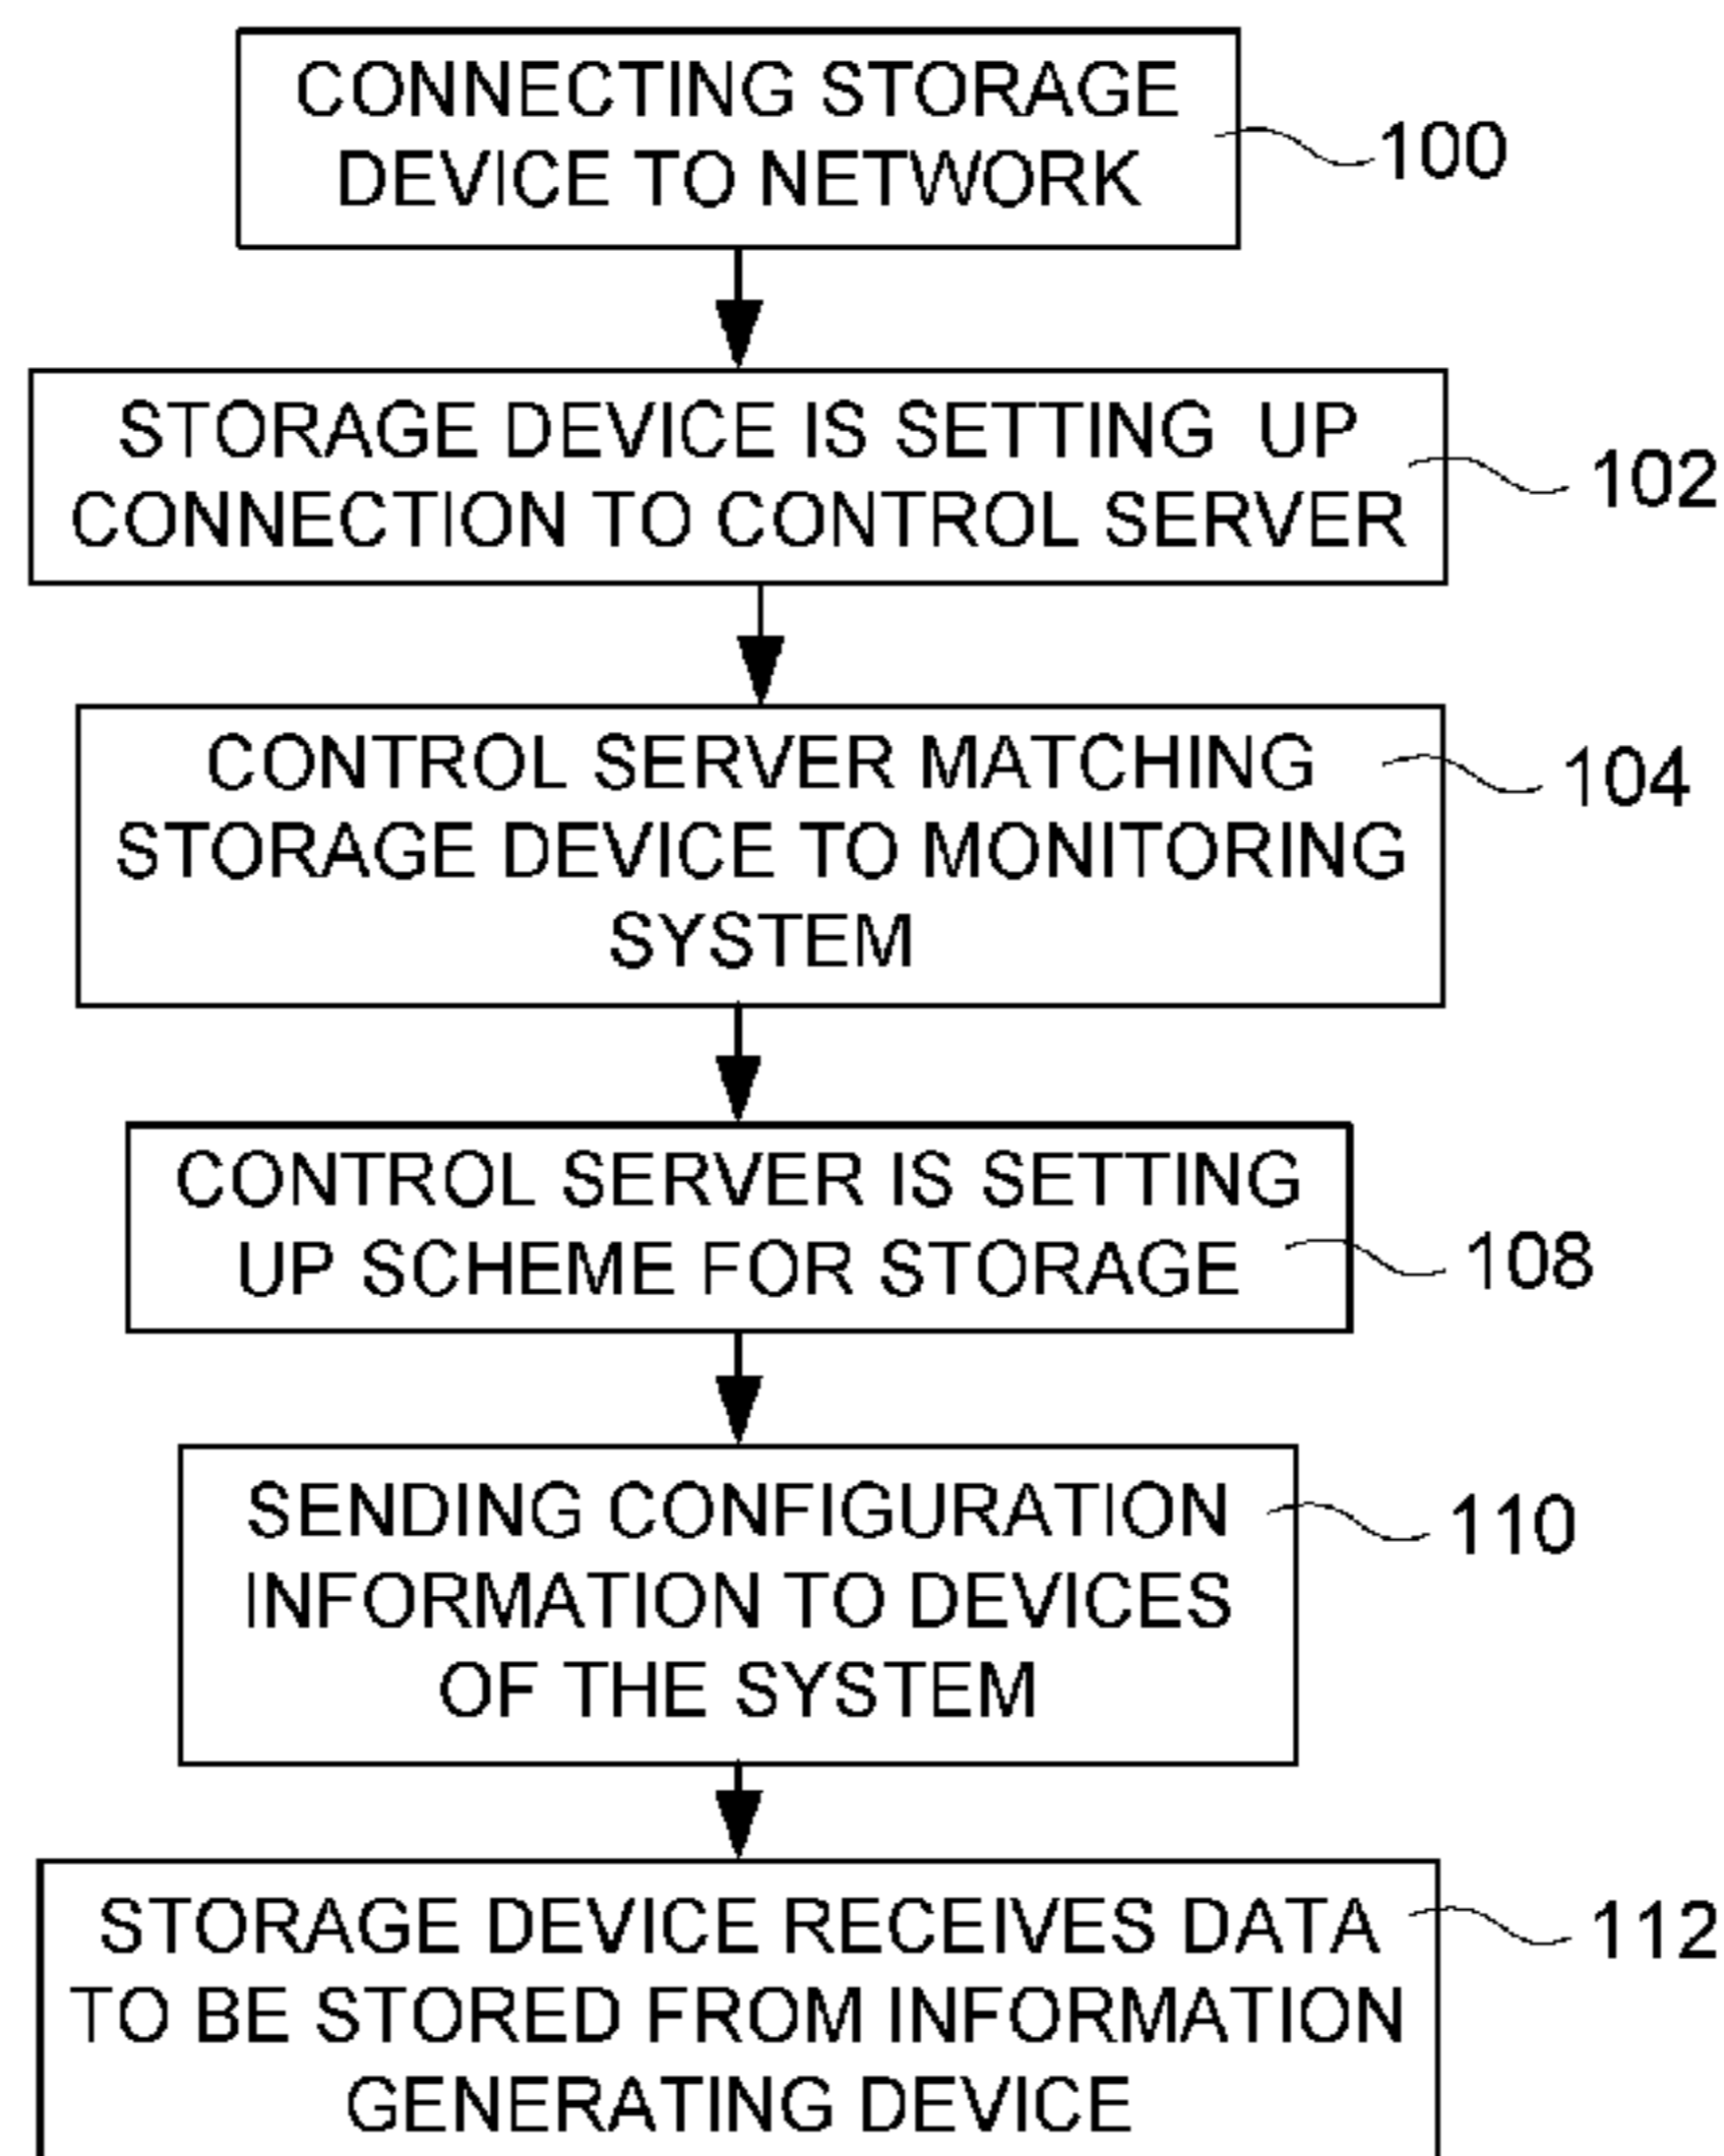 CONNECTING STORAGE
DEVICE TO NETWORK
100
STORAGE DEVICE IS SETTING UP
CONNECTION TO CONTROL SERVER
102
CONTROL SERVER MATCHING
STORAGE DEVICE TO MONITORING
SYSTEM
104
CONTROL SERVER IS SETTING
UP SCHEME FOR STORAGE
108
SENDING CONFIGURATION
INFORMATION TO DEVICES
OF THE SYSTEM
110
STORAGE DEVICE RECEIVES DATA
TO BE STORED FROM INFORMATION
GENERATING DEVICE
112